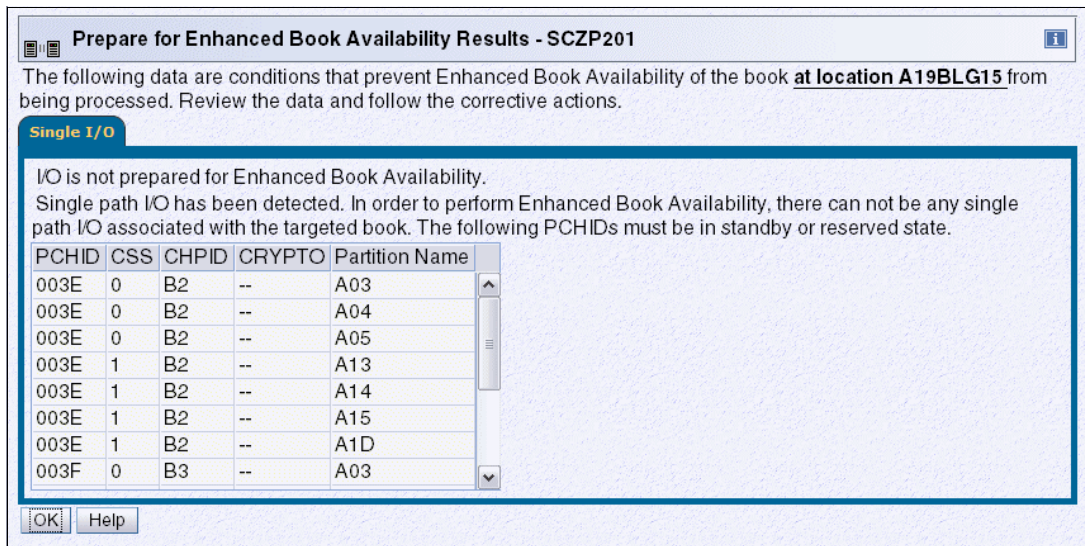 Prepare for Enhanced Book Availability Results - SCZP201
i
The following data are conditions that prevent Enhanced Book Availability of the book at location A19BLG15 from
being processed. Review the data and follow the corrective actions.
Single I/O
I/O is not prepared for Enhanced Book Availability.
Single path I/O has been detected. In order to perform Enhanced Book Availability, there can not be any single
path I/O associated with the targeted book. The following PCHIDs must be in standby or reserved state.
PCHID CSS CHPID CRYPTO Partition Name
003E 0 B2 -- A03
003E 0 B2 -- A04
003E 0 B2 -- A05
003E 1 B2 -- A13
003E 1 B2 -- A14
003E 1 B2 -- A15
003E 1 B2 -- A1D
003F 0 B3 -- A03
OK Help